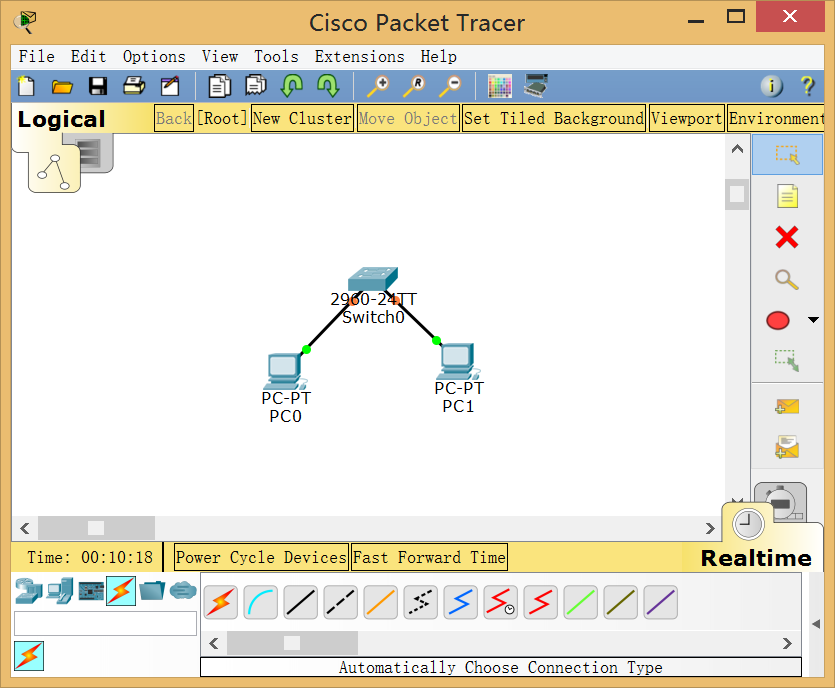 Cisco Packet Tracer
File Edit Options View Tools Extensions Help
Logical Back [Root] New Cluster Move Object Set Tiled Background Viewport Environment
2960-24TT
Switch0
PC-PT
PC0
PC-PT
PC1
Time: 00:10:18 Power Cycle Devices Fast Forward Time Realtime
Automatically Choose Connection Type